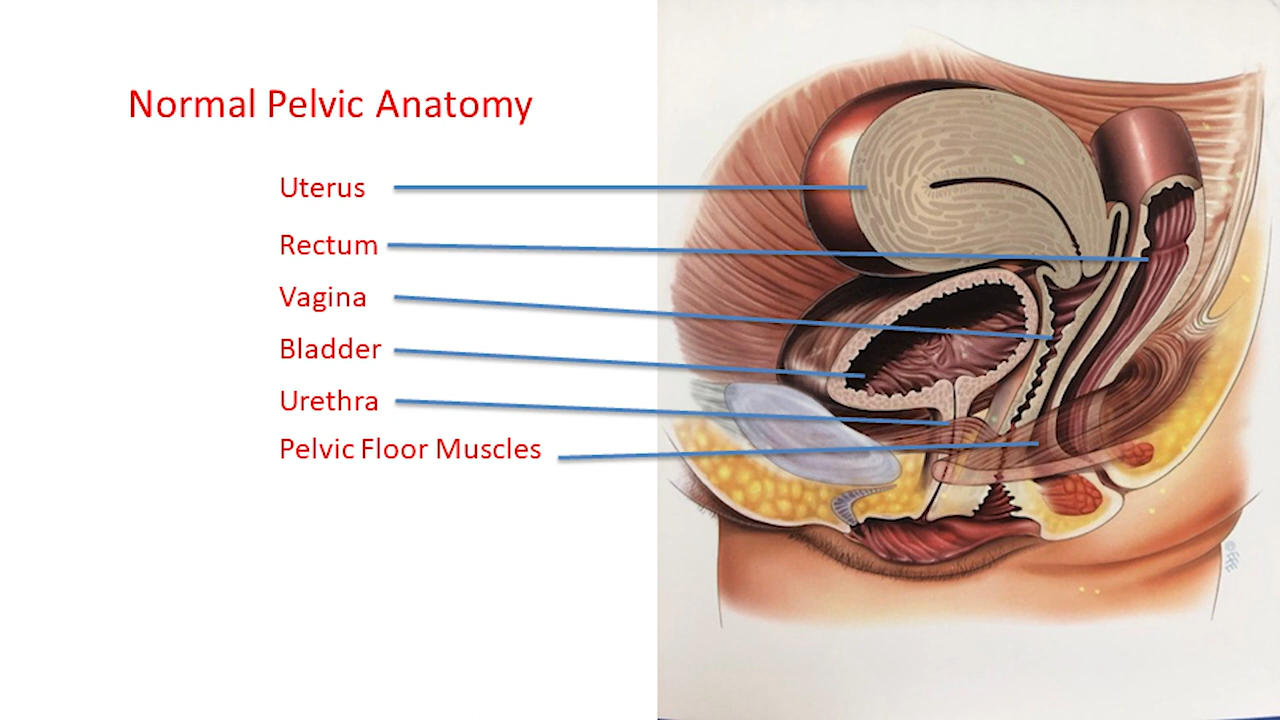 Normal Pelvic Anatomy
Uterus
Rectum
Vagina
Bladder
Urethra
Pelvic Floor Muscles